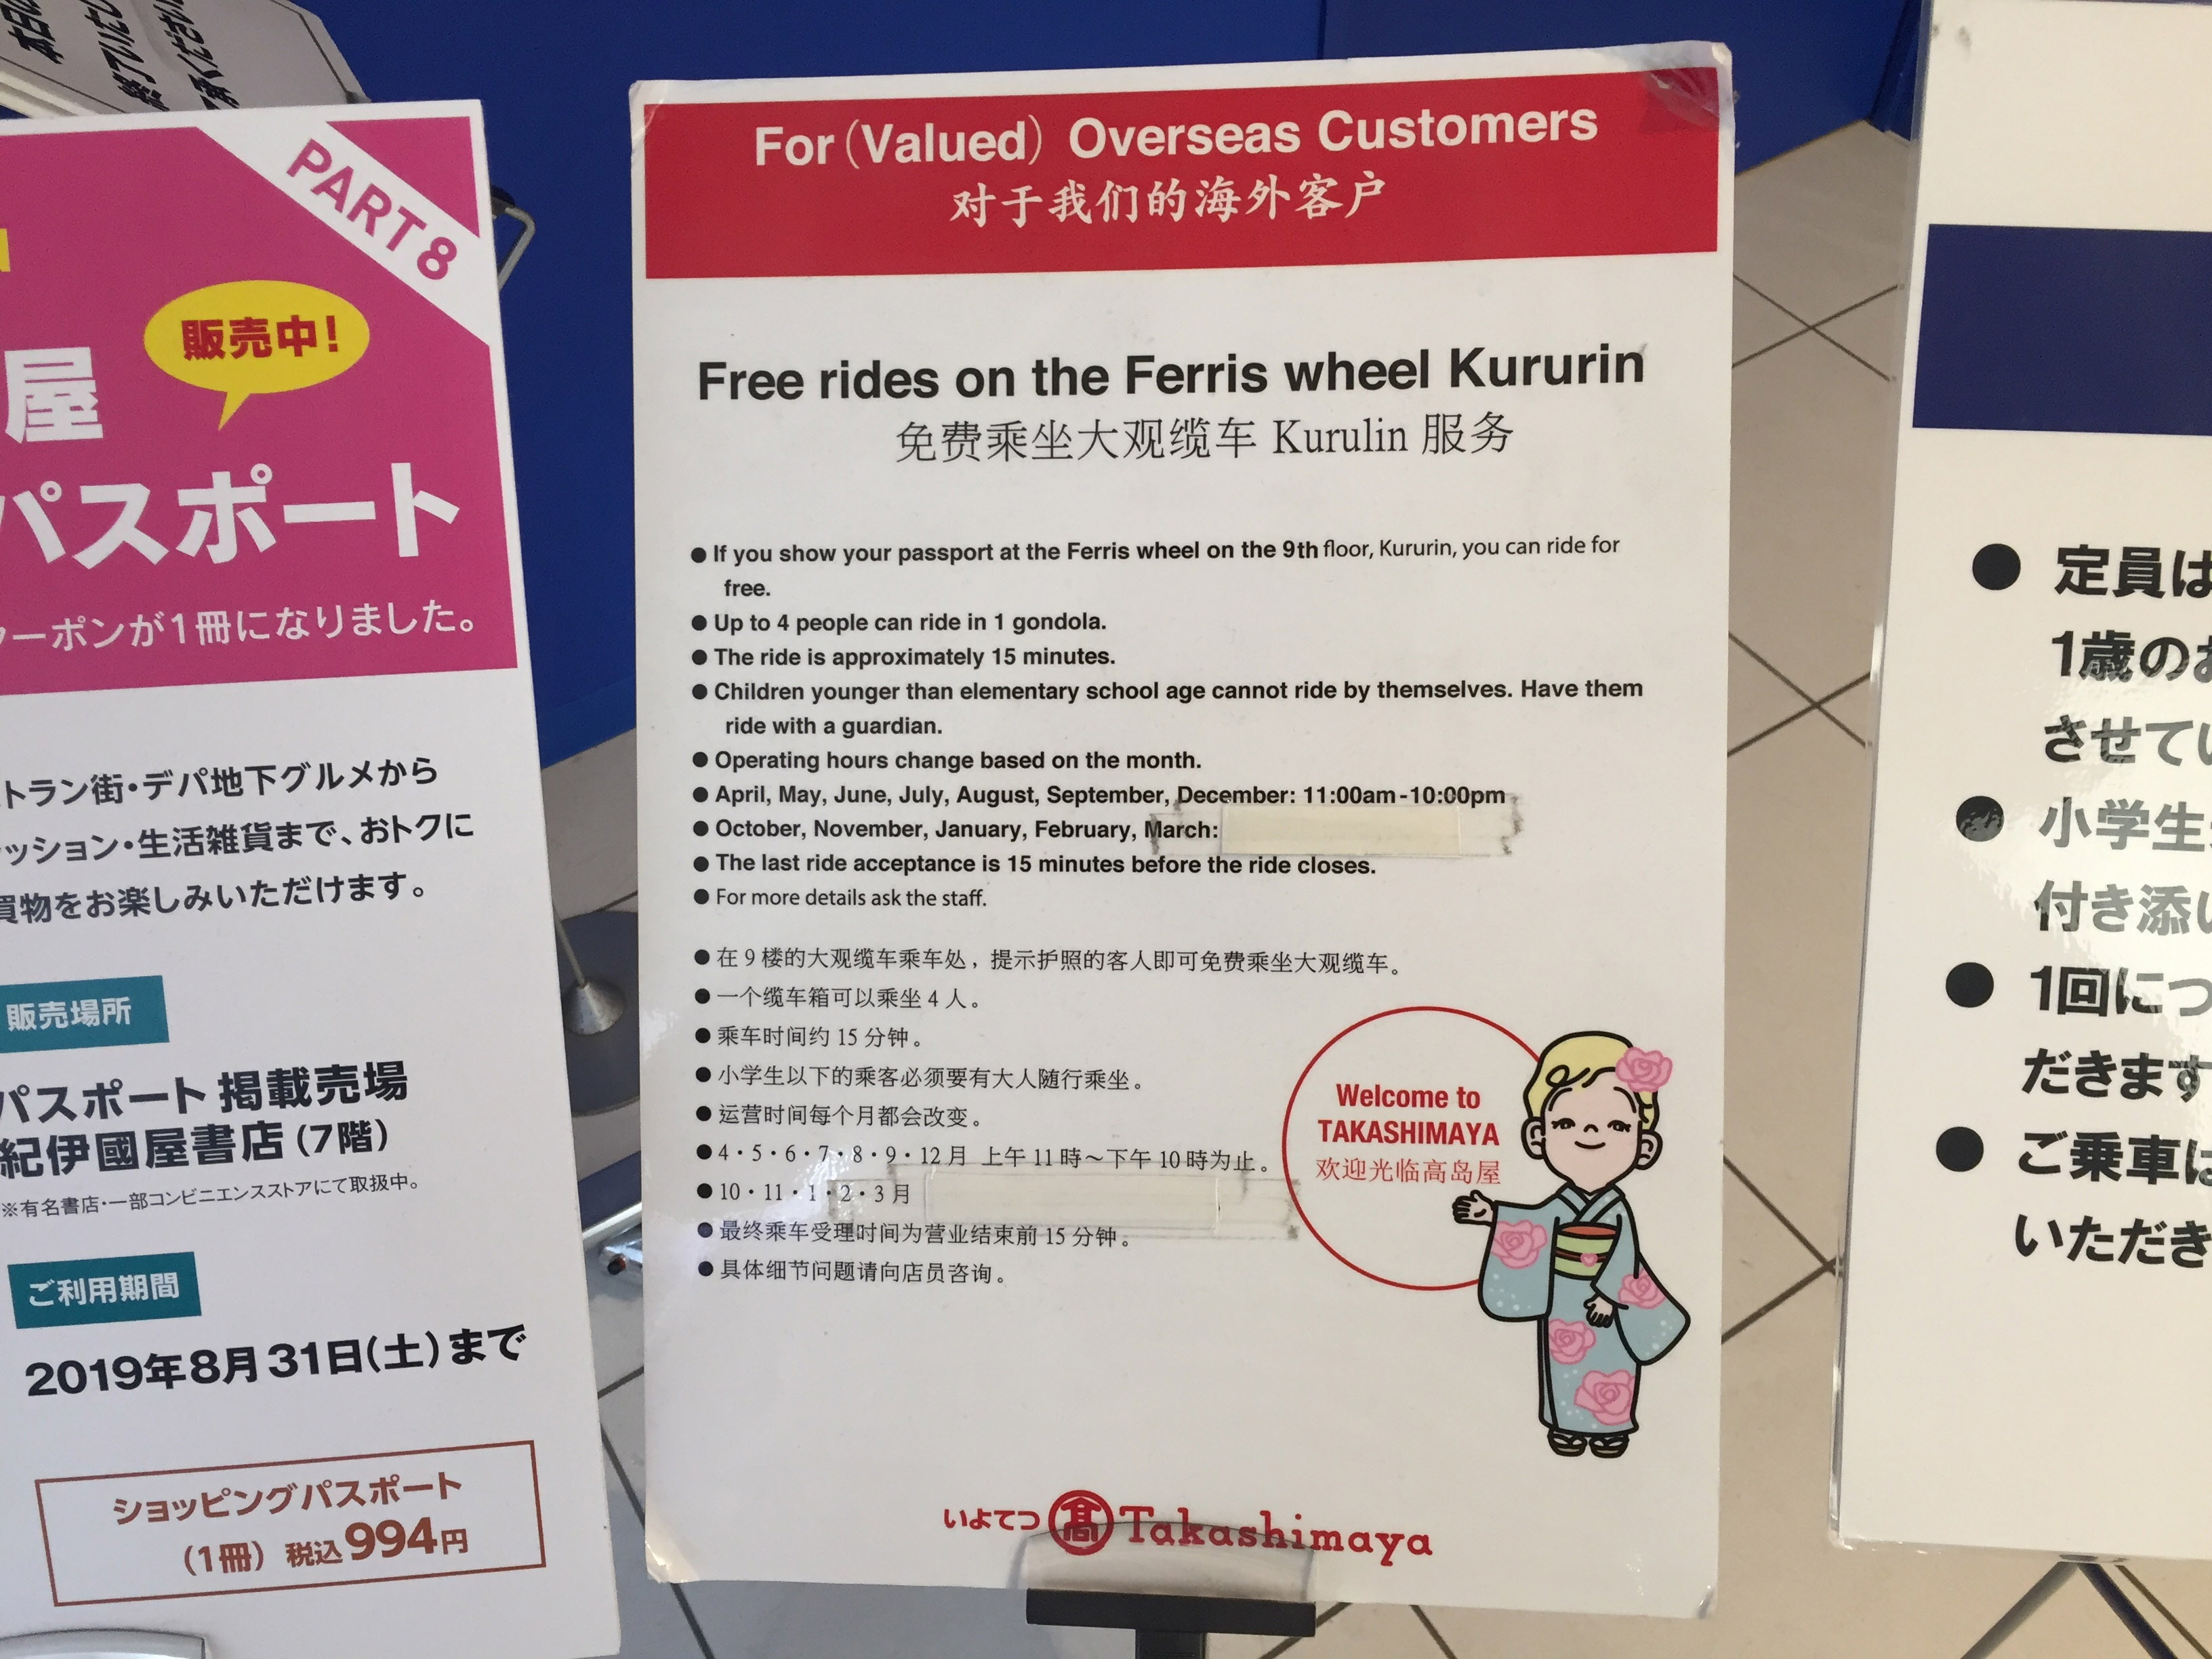 本日の
終了いたし
了承ください
PART 8
販売中!
屋
パスポート
クーポンが1冊になりました。
トラン街・デパ地下グルメから
ッション・生活雑貨まで、おトクに
買物をお楽しみいただけます。
販売場所
パスポート 掲載売場
紀伊國屋書店(7階)
※有名書店・一部コンビニエンスストアにて取扱中。
ご利用期間
2019年8月31日(土)まで
ショッピングパスポート
(1冊) 税込994円
For (Valued) Overseas Customers
对于我们的海外客户
Free rides on the Ferris wheel Kururin
免费乘坐大观缆车 Kurulin 服务
● If you show your passport at the Ferris wheel on the 9th floor, Kururin, you can ride for
free.
● Up to 4 people can ride in 1 gondola.
● The ride is approximately 15 minutes.
● Children younger than elementary school age cannot ride by themselves. Have them
ride with a guardian.
● Operating hours change based on the month.
● April, May, June, July, August, September, December: 11:00am-10:00pm
● October, November, January, February, March:
● The last ride acceptance is 15 minutes before the ride closes.
● For more details ask the staff.
● 在 9 楼的大观缆车乘车处，提示护照的客人即可免费乘坐大观缆车。
● 一个缆车箱可以乘坐 4 人。
● 乘车时间约 15 分钟。
● 小学生以下的乘客必须要有大人随行乘坐。
● 运营时间每个月都会改变。
● 4・5・6・7・8・9・12 月 上午 11 時～下午 10 時为止。
● 10・11・1・2・3 月
● 最终乘车受理时间为营业结束前 15 分钟。
● 具体细节问题请向店员咨询。
Welcome to
TAKASHIMAYA
欢迎光临高岛屋
いよてつ 髙 Takashimaya
● 定員は
1歳のお
させてい
● 小学生
付き添い
● 1回につ
だきます
● ご乗車は
いただき